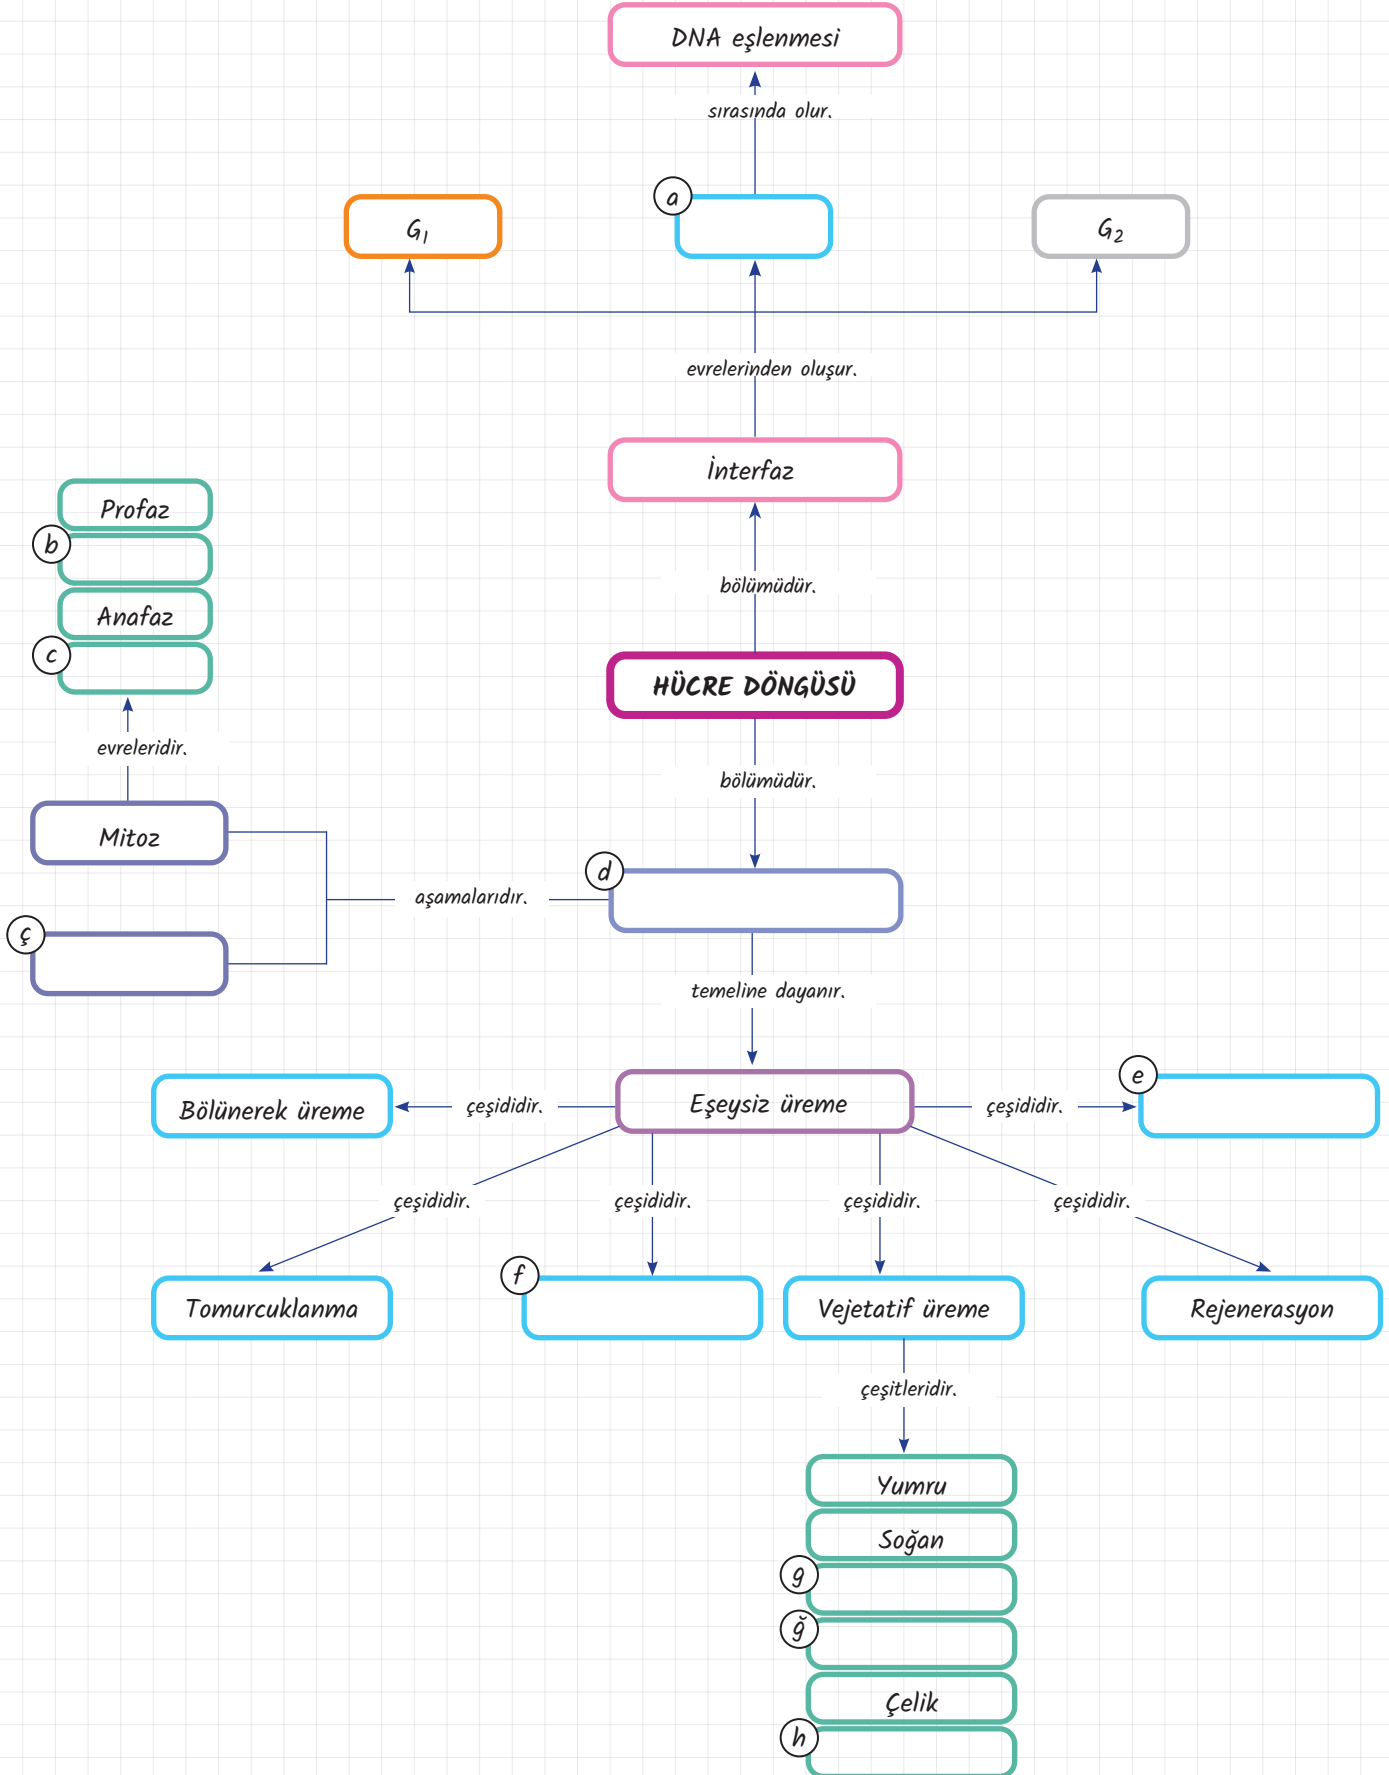 DNA eşlenmesi
sırasında olur.
a
G₁
G₂
evrelerinden oluşur.
İnterfaz
Profaz
b
bölümüdür.
Anafaz
c
HÜCRE DÖNGÜSÜ
evreleridir.
bölümüdür.
Mitoz
d
aşamalarıdır.
ç
temeline dayanır.
e
Bölünerek üreme
çeşididir.
Eşeysiz üreme
çeşididir.
çeşididir.
çeşididir.
çeşididir.
çeşididir.
f
Tomurcuklanma
Vejetatif üreme
Rejenerasyon
çeşitleridir.
Yumru
Soğan
g
ğ
Çelik
h